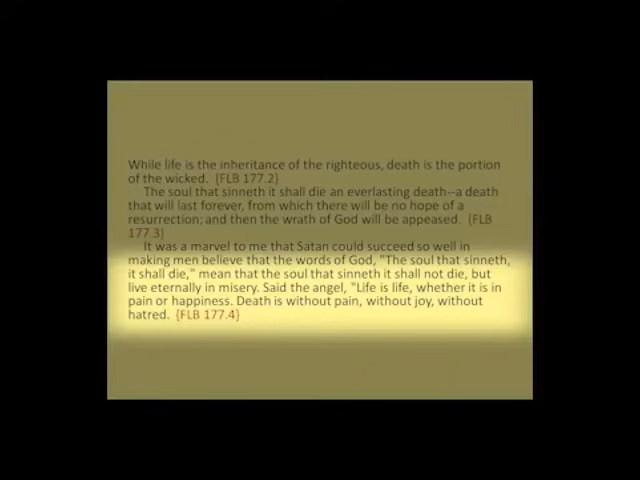 While life is the inheritance of the righteous, death is the portion
of the wicked. {FLB 177.2}
The soul that sinneth it shall die an everlasting death--a death
that will last forever, from which there will be no hope of a
resurrection; and then the wrath of God will be appeased. {FLB
177.3}
It was a marvel to me that Satan could succeed so well in
making men believe that the words of God, "The soul that sinneth,
it shall die," mean that the soul that sinneth it shall not die, but
live eternally in misery. Said the angel, "Life is life, whether it is in
pain or happiness. Death is without pain, without joy, without
hatred. {FLB 177.4}